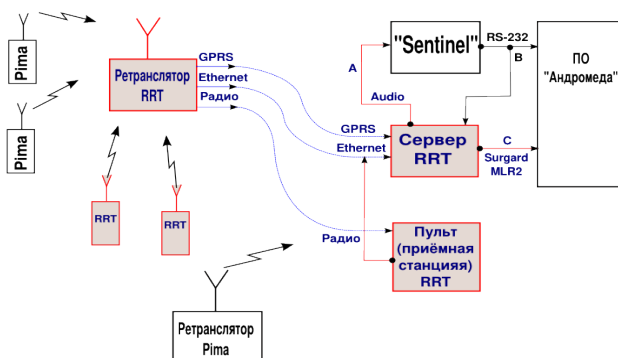 Pima
Pima
Ретранслятор
RRT
GPRS
Ethernet
Радио
RRT
RRT
Ретранслятор
Pima
"Sentinel"
RS-232
B
A
Audio
GPRS
Ethernet
Сервер
RRT
C
Surgard
MLR2
ПО
"Андромеда"
Радио
Пульт
(приёмная
станцияя)
RRT